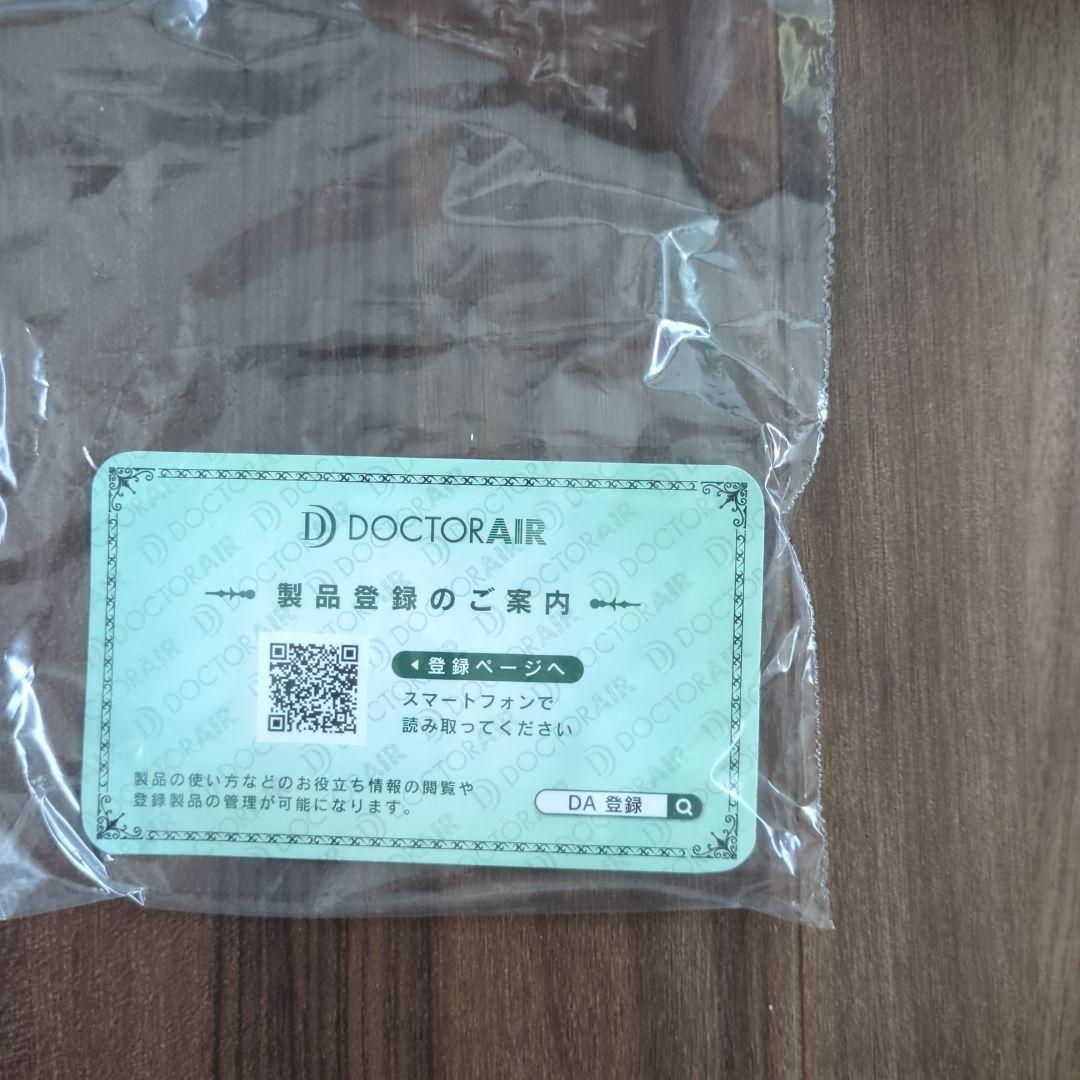 DOCTORAIR
製品登録のご案内
登録ページへ
スマートフォンで
読み取ってください
製品の使い方などのお役立ち情報の閲覧や
登録製品の管理が可能になります。
DA 登録